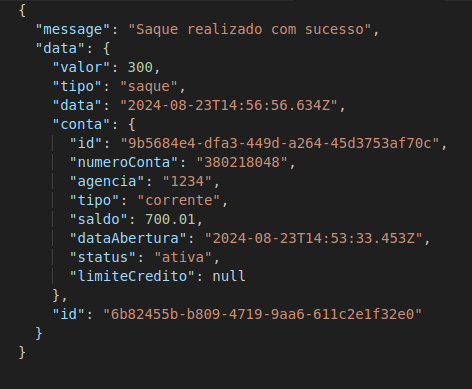 {
"message": "Saque realizado com sucesso",
"data": {
"valor": 300,
"tipo": "saque",
"data": "2024-08-23T14:56:56.634Z",
"conta": {
"id": "9b5684e4-dfa3-449d-a264-45d3753af70c",
"numeroConta": "380218048",
"agencia": "1234",
"tipo": "corrente",
"saldo": 700.01,
"dataAbertura": "2024-08-23T14:53:33.453Z",
"status": "ativa",
"limiteCredito": null
},
"id": "6b82455b-b809-4719-9aa6-611c2e1f32e0"
}
}